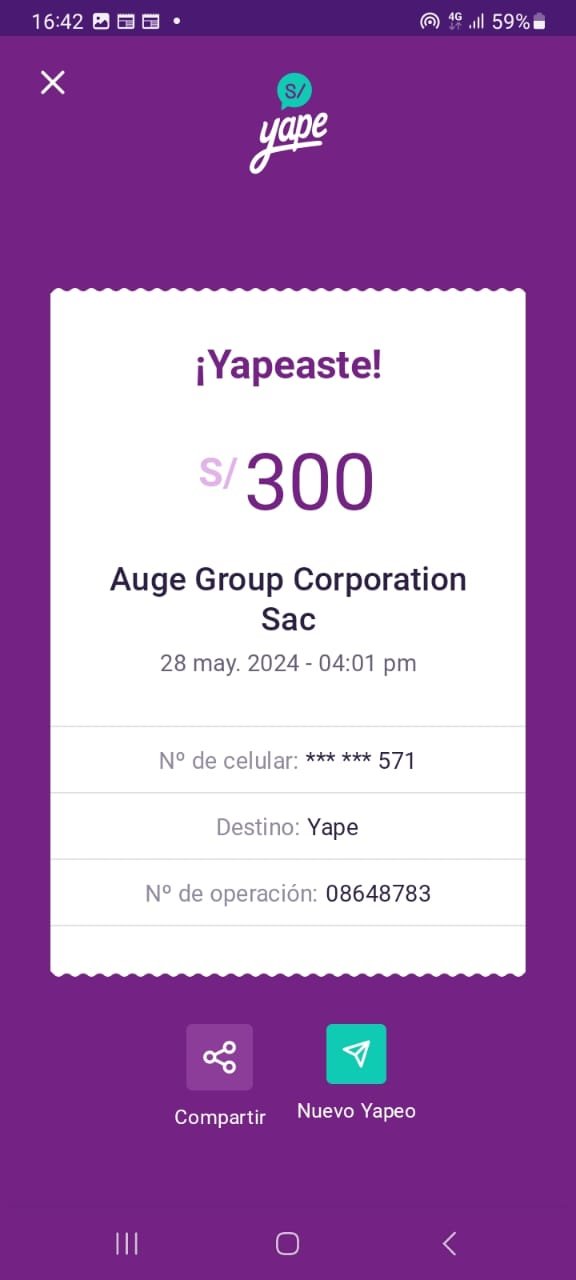 16:42
4G
59%
S/
yape
¡Yapeaste!
S/ 300
Auge Group Corporation
Sac
28 may. 2024 - 04:01 pm
Nº de celular: *** *** 571
Destino: Yape
Nº de operación: 08648783
Compartir
Nuevo Yapeo